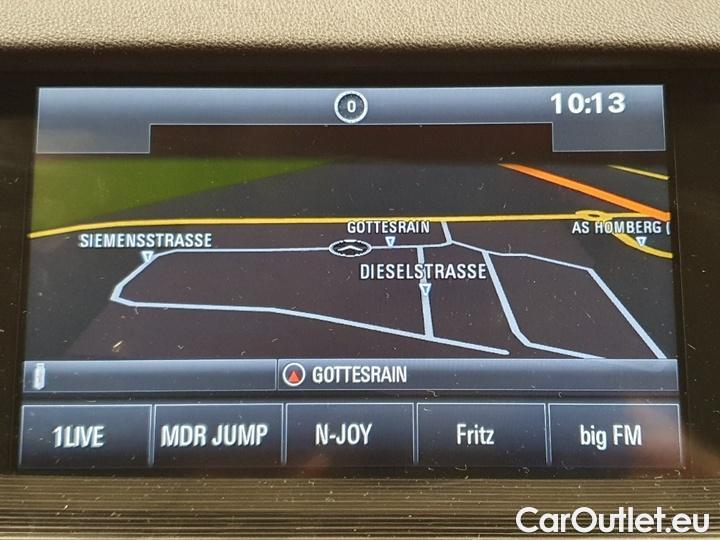 0
10:13
GOTTESRAIN
AS HOMBERG (
SIEMENSSTRASSE
DIESELSTRASSE
GOTTESRAIN
1LIVE MDR JUMP N-JOY Fritz big FM
CarOutlet.eu